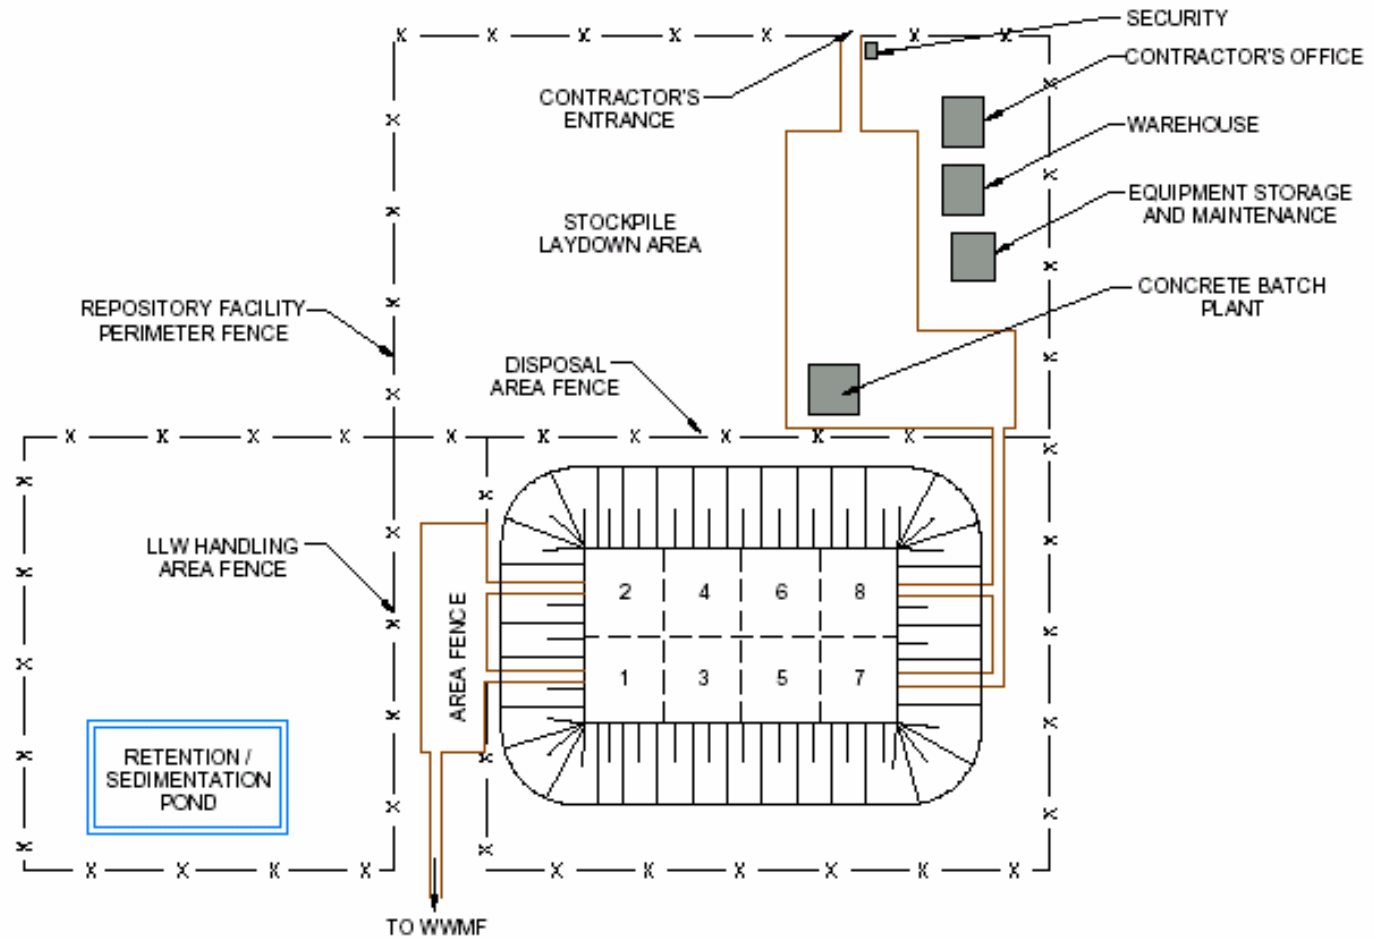 SECURITY
CONTRACTOR'S OFFICE
CONTRACTOR'S
ENTRANCE
WAREHOUSE
EQUIPMENT STORAGE
AND MAINTENANCE
STOCKPILE
LAYDOWN AREA
CONCRETE BATCH
PLANT
REPOSITORY FACILITY
PERIMETER FENCE
DISPOSAL
AREA FENCE
LLW HANDLING
AREA FENCE
AREA FENCE
2 4 6 8
1 3 5 7
RETENTION /
SEDIMENTATION
POND
TO WWMF